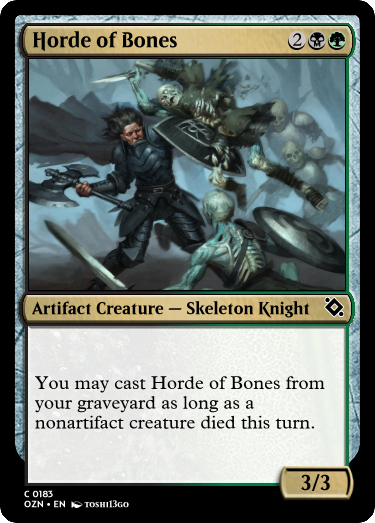 Horde of Bones 2
Artifact Creature — Skeleton Knight
You may cast Horde of Bones from
your graveyard as long as a
nonartifact creature died this turn.
3/3
C 0183
OZN • EN TOSHI13GO